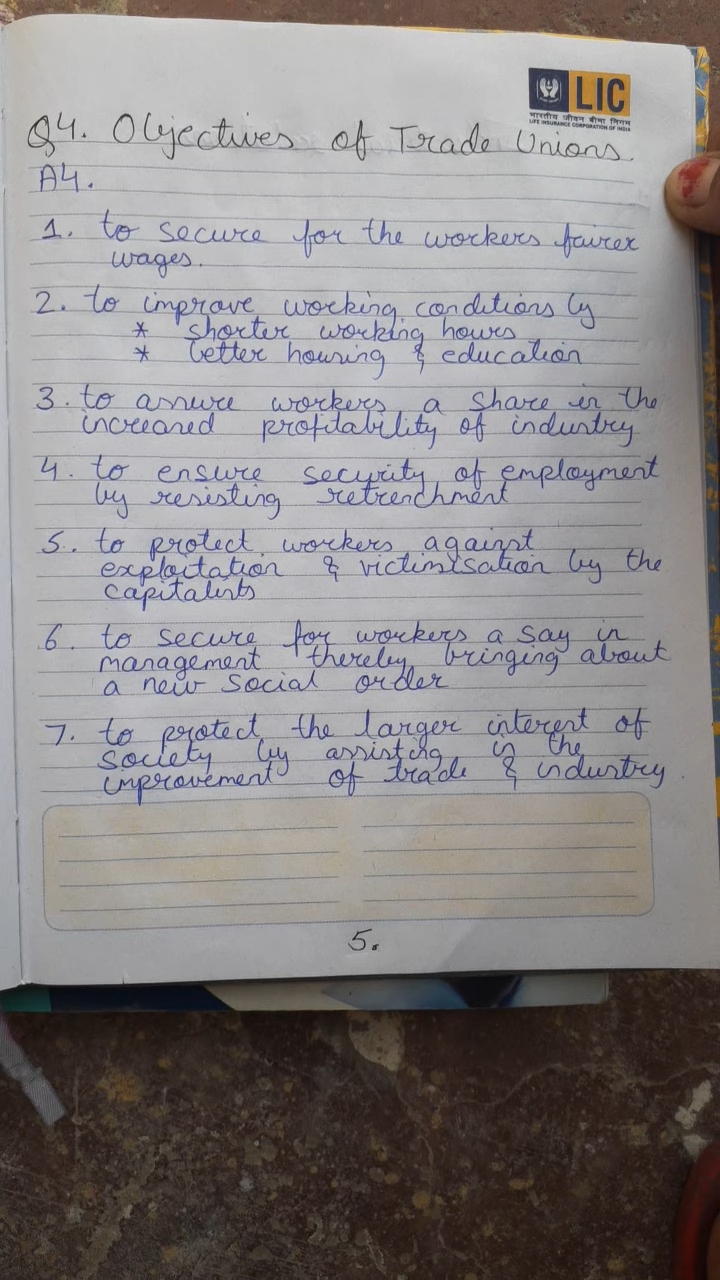 LIC
भारतीय जीवन बीमा निगम
LIFE INSURANCE CORPORATION OF INDIA
Q4. Objectives of Trade Unions.
A4.
1. to secure for the workers fairer
wages.
2. to improve working conditions by
* shorter working hours
* better housing & education
3. to assure workers a share in the
increased profitability of industry
4. to ensure security of employment
by resisting retrenchment
5. to protect workers against
exploitation & victimisation by the
capitalists
6. to secure for workers a say in
management thereby bringing about
a new social order
7. to protect the larger interest of
society by assisting in the
improvement of trade & industry.
5.